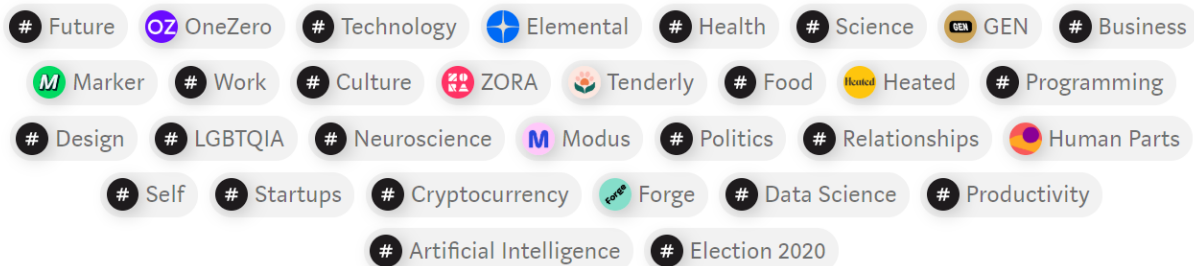 # Future OZ OneZero # Technology Elemental # Health # Science GEN GEN # Business
M Marker # Work # Culture ZORA ZORA Tenderly # Food Heated Heated # Programming
# Design # LGBTQIA # Neuroscience M Modus # Politics # Relationships Human Parts
# Self # Startups # Cryptocurrency Forge Forge # Data Science # Productivity
# Artificial Intelligence # Election 2020